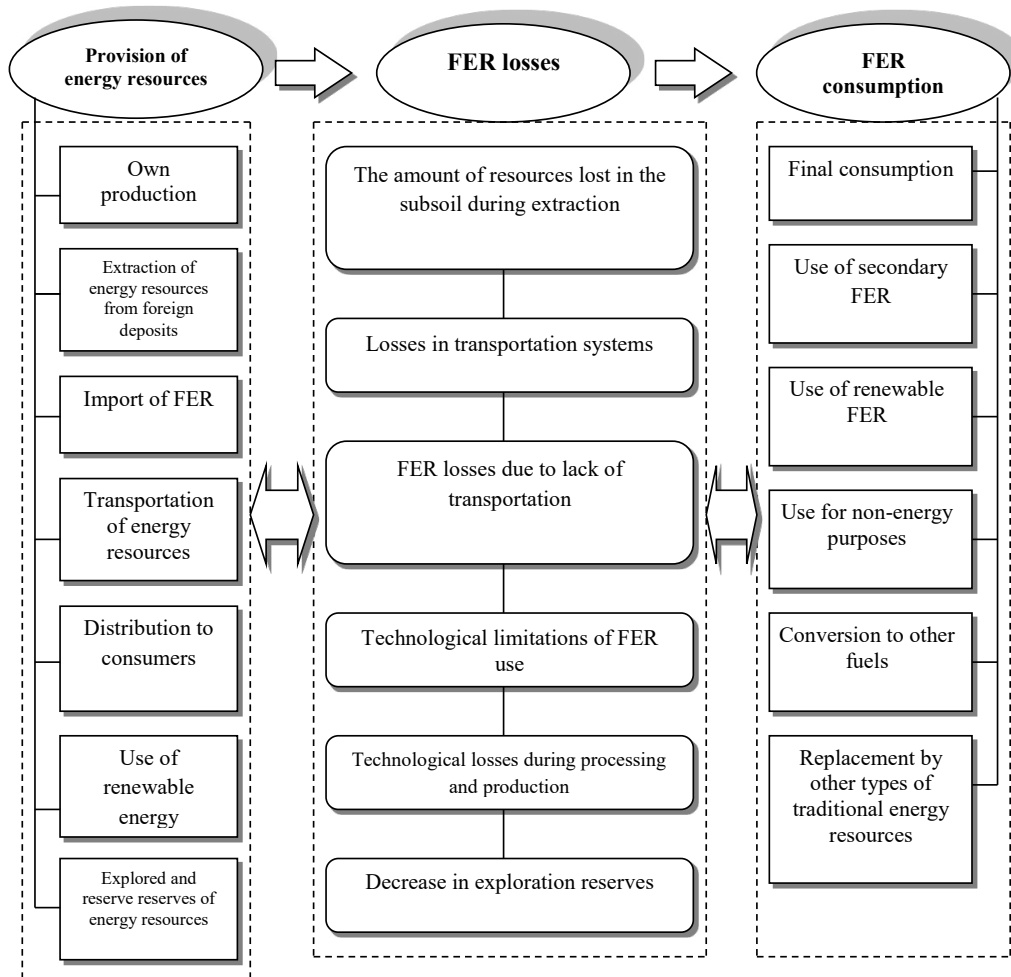 Provision of
energy resources
FER losses
FER
consumption
Own
production
Extraction of
energy resources
from foreign
deposits
Import of FER
Transportation
of energy
resources
Distribution to
consumers
Use of
renewable
energy
Explored and
reserve reserves of
energy resources
The amount of resources lost in the
subsoil during extraction
Losses in transportation systems
FER losses due to lack of
transportation
Technological limitations of FER
use
Technological losses during processing
and production
Decrease in exploration reserves
Final consumption
Use of secondary
FER
Use of renewable
FER
Use for non-energy
purposes
Conversion to other
fuels
Replacement by
other types of
traditional energy
resources